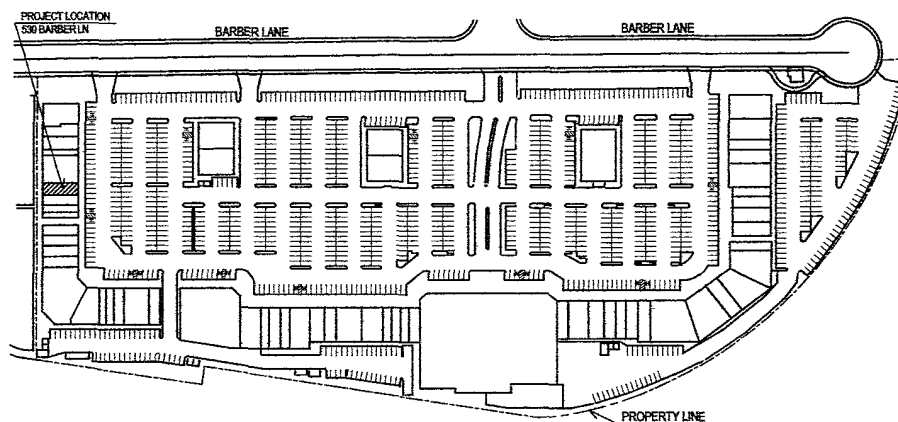 PROJECT LOCATION
530 BARBER LN
BARBER LANE
BARBER LANE
PROPERTY LINE